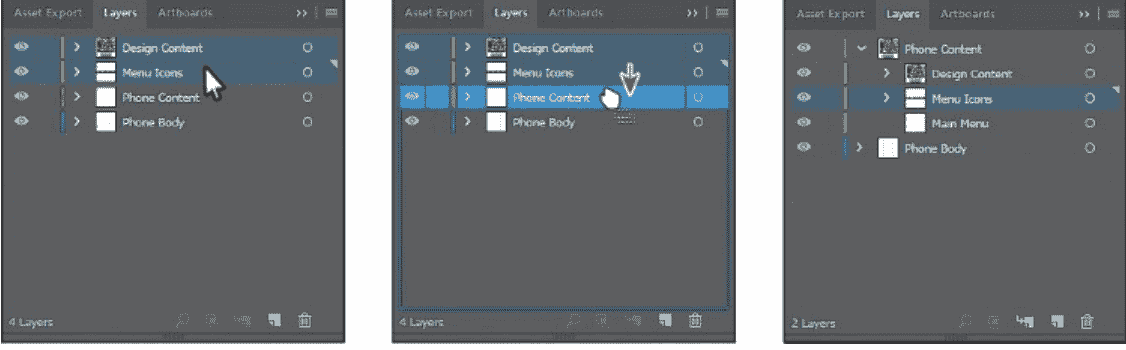 Asset Export Layers Artboards
Design Content
Menu Icons
Phone Content
Phone Body
4 Layers
Asset Export Layers Artboards
Design Content
Menu Icons
Phone Content
Phone Body
4 Layers
Asset Export Layers Artboards
Phone Content
Design Content
Menu Icons
Main Menu
Phone Body
2 Layers